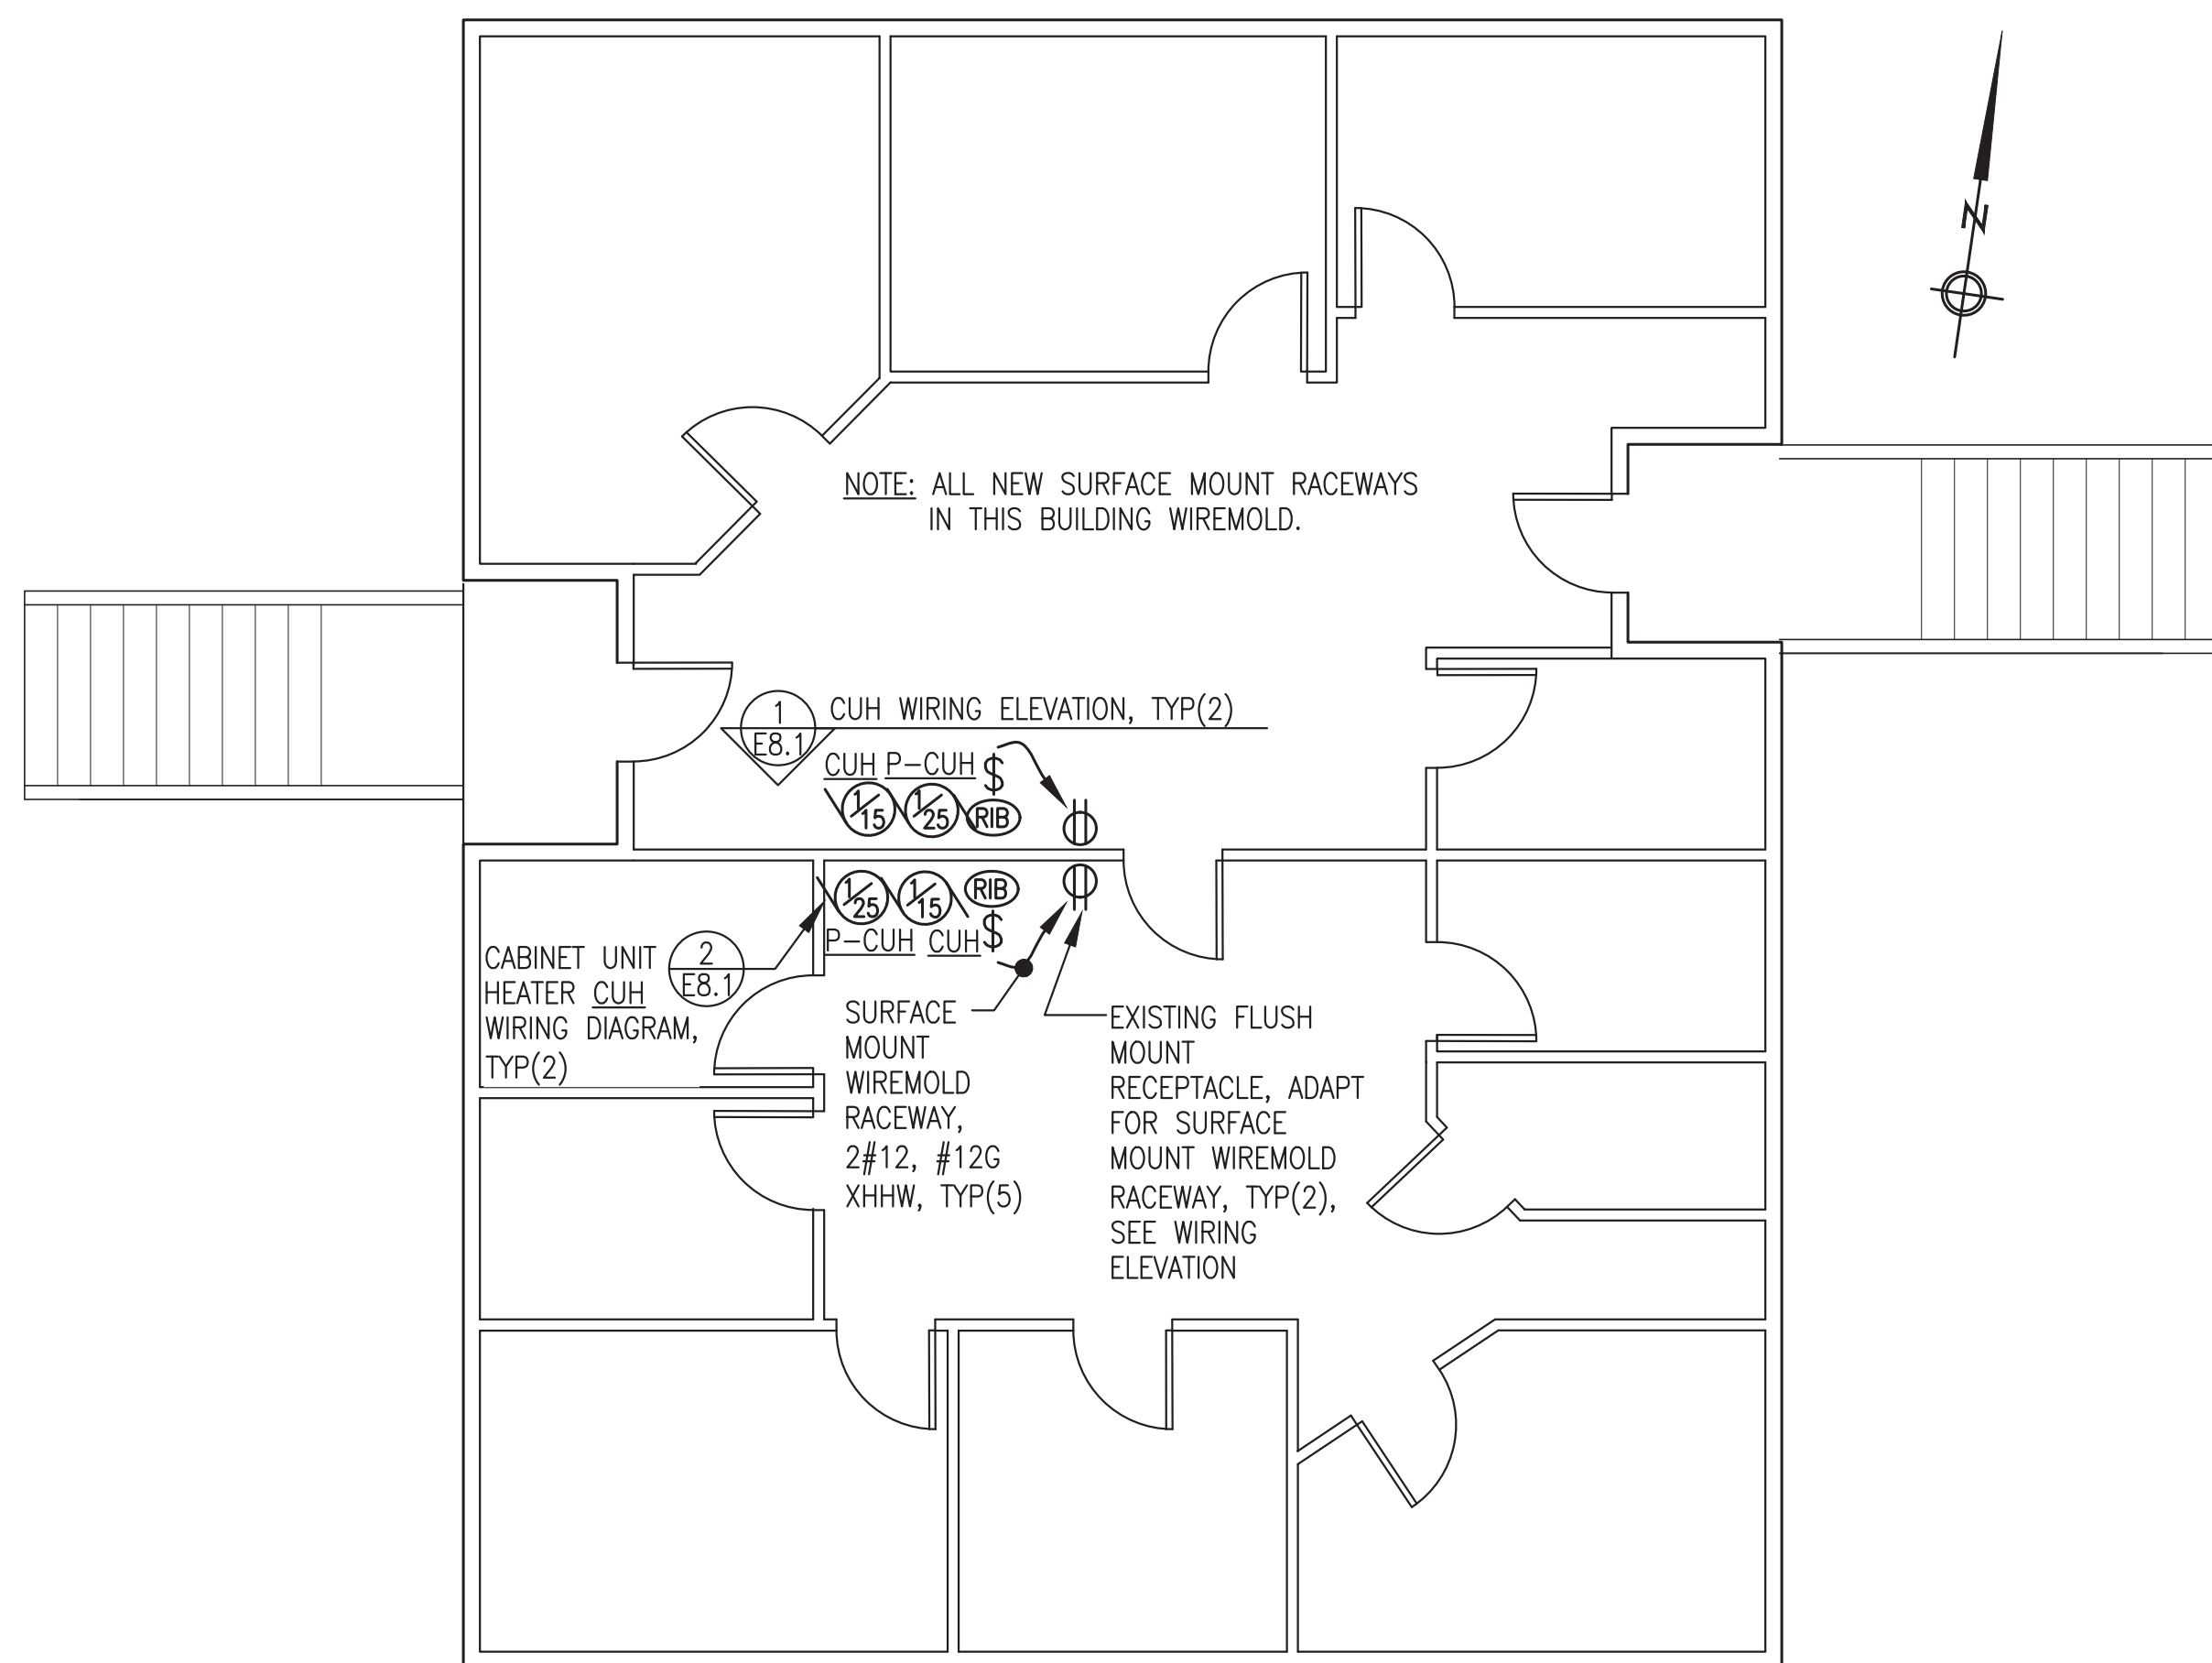 N
NOTE: ALL NEW SURFACE MOUNT RACEWAYS
IN THIS BUILDING WIREMOLD.
1
E8.1
CUH WIRING ELEVATION, TYP(2)
CUH P-CUH $
1/15 1/25 RIB
1/25 1/15 RIB
P-CUH CUH $
CABINET UNIT
HEATER CUH
WIRING DIAGRAM,
TYP(2)
2
E8.1
SURFACE
MOUNT
WIREMOLD
RACEWAY,
2#12, #12G
XHHW, TYP(5)
EXISTING FLUSH
MOUNT
RECEPTACLE, ADAPT
FOR SURFACE
MOUNT WIREMOLD
RACEWAY, TYP(2),
SEE WIRING
ELEVATION